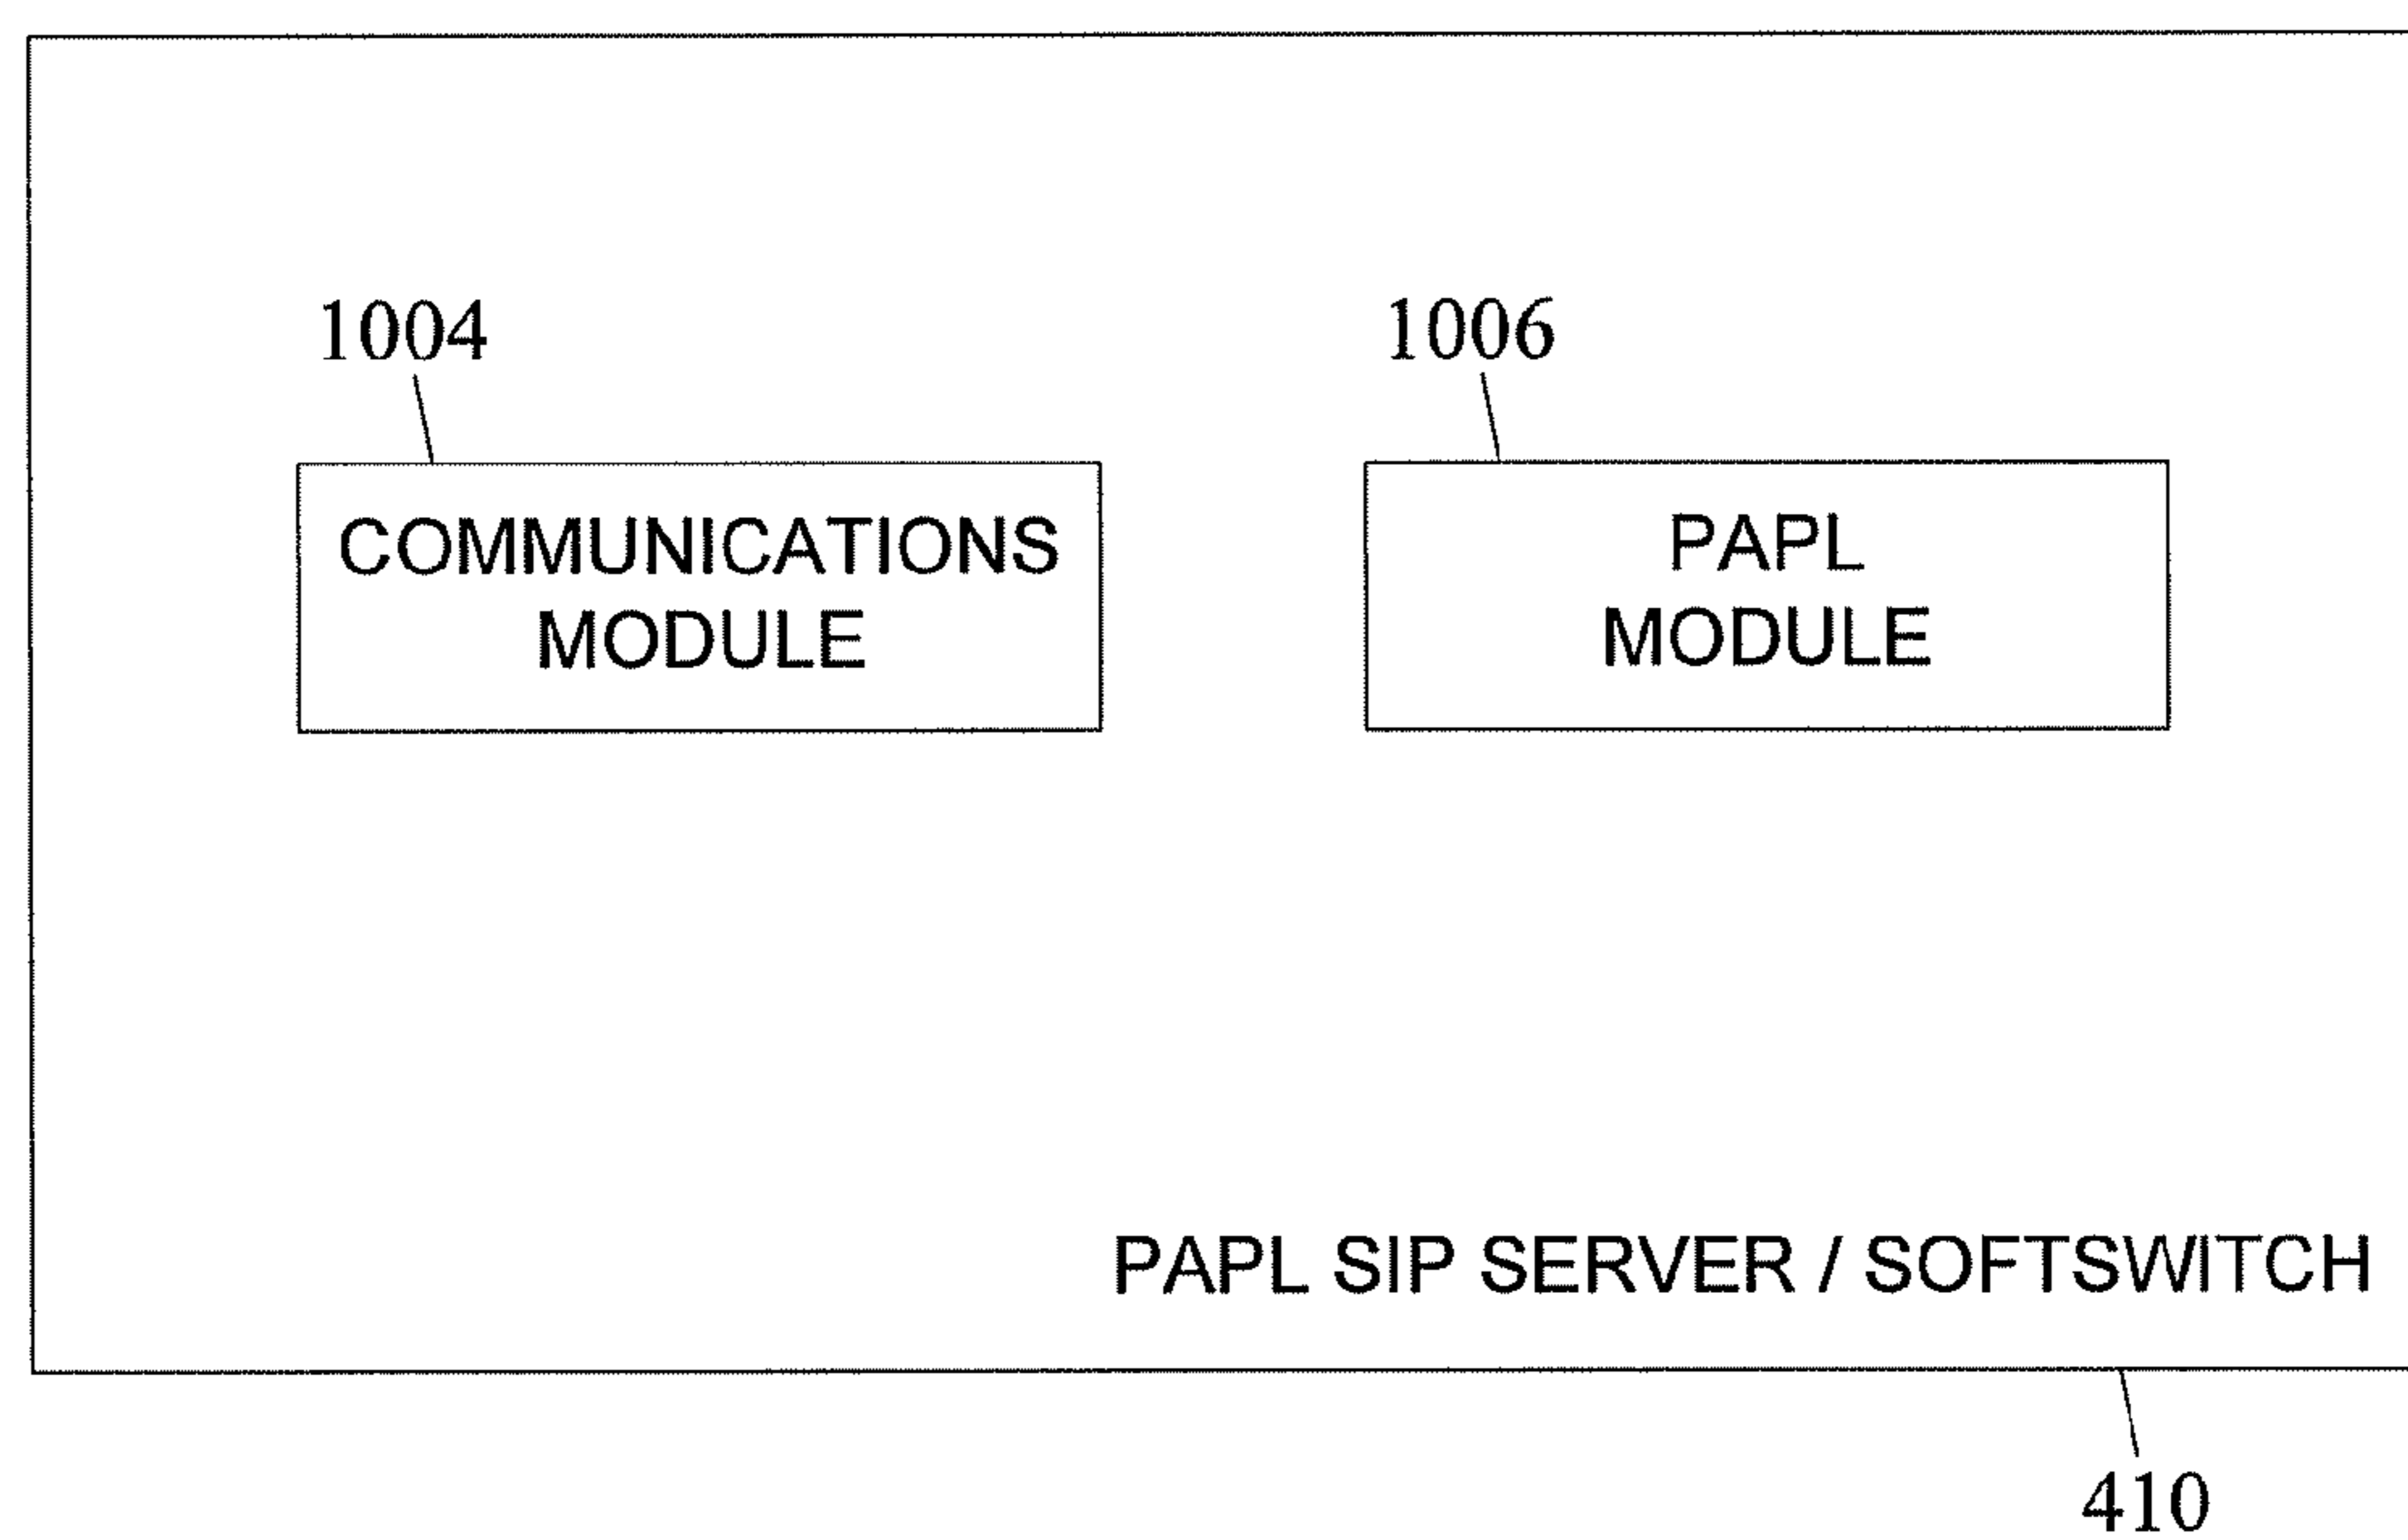 1004
1006
COMMUNICATIONS
MODULE
PAPL
MODULE
PAPL SIP SERVER / SOFTSWITCH
410